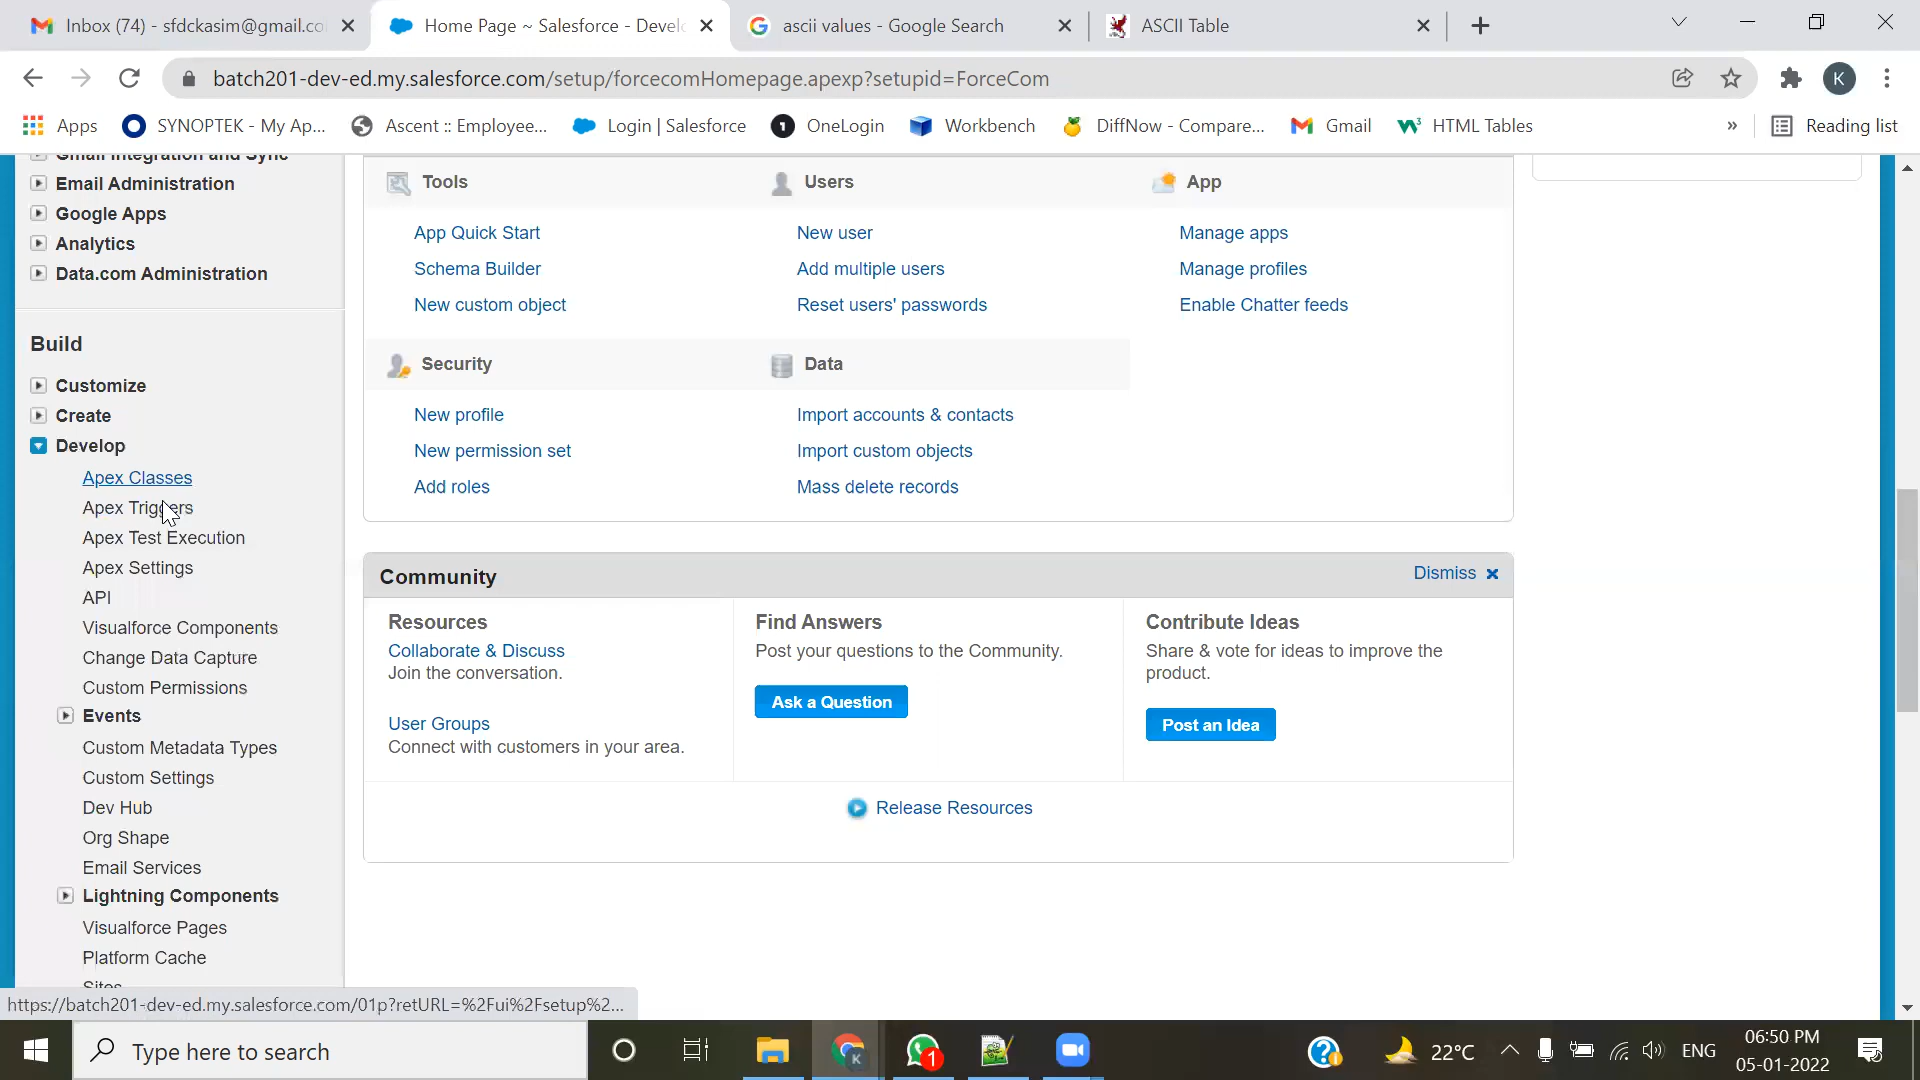 Inbox (74) - sfdckasim@gmail.co
Home Page ~ Salesforce - Develo
ascii values - Google Search
ASCII Table
batch201-dev-ed.my.salesforce.com/setup/forcecomHomepage.apexp?setupid=ForceCom
K
Apps
SYNOPTEK - My Ap...
Ascent :: Employee...
Login | Salesforce
OneLogin
Workbench
DiffNow - Compare...
Gmail
HTML Tables
»
Reading list
Gmail Integration and Sync
Email Administration
Google Apps
Analytics
Data.com Administration
Build
Customize
Create
Develop
Apex Classes
Apex Triggers
Apex Test Execution
Apex Settings
API
Visualforce Components
Change Data Capture
Custom Permissions
Events
Custom Metadata Types
Custom Settings
Dev Hub
Org Shape
Email Services
Lightning Components
Visualforce Pages
Platform Cache
Sites
Tools
App Quick Start
Schema Builder
New custom object
Users
New user
Add multiple users
Reset users' passwords
App
Manage apps
Manage profiles
Enable Chatter feeds
Security
New profile
New permission set
Add roles
Data
Import accounts & contacts
Import custom objects
Mass delete records
Community
Dismiss
Resources
Collaborate & Discuss
Join the conversation.
User Groups
Connect with customers in your area.
Find Answers
Post your questions to the Community.
Ask a Question
Contribute Ideas
Share & vote for ideas to improve the
product.
Post an Idea
Release Resources
https://batch201-dev-ed.my.salesforce.com/01p?retURL=%2Fui%2Fsetup%2...
Type here to search
K
1
22°C
ENG
06:50 PM
05-01-2022